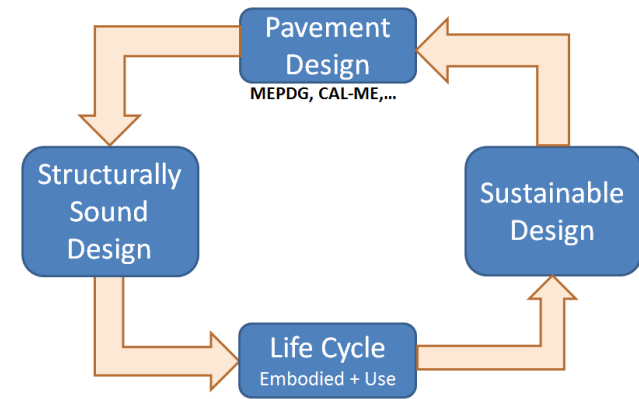 Pavement
Design
MEPDG, CAL-ME,...
Structurally
Sound
Design
Sustainable
Design
Life Cycle
Embodied + Use